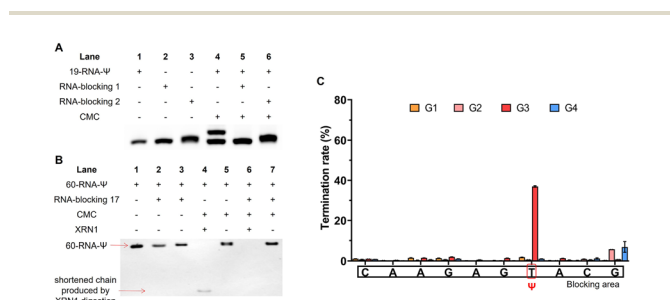 A
Lane 1 2 3 4 5 6
19-RNA-Ψ + - - + + +
RNA-blocking 1 - + - - + -
RNA-blocking 2 - - + - - +
CMC - - - + + +
B
Lane 1 2 3 4 5 6 7
60-RNA-Ψ + + + + + + +
RNA-blocking 17 - + + - - + +
CMC - - - + + + +
XRN1 - - + + - + -
60-RNA-Ψ
shortened chain
produced by
XRN1 digestion
C
Termination rate (%)
80
60
40
20
0
G1 G2 G3 G4
C A A G A G T A C G
Ψ Blocking area